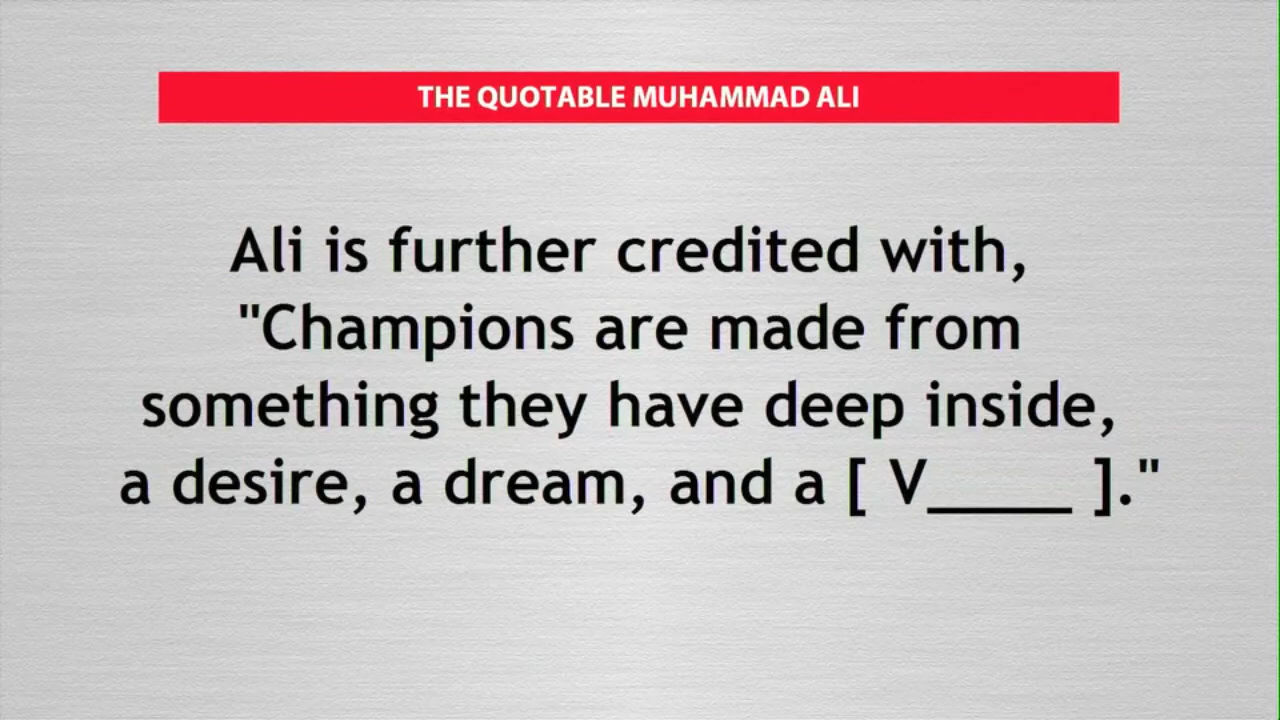 THE QUOTABLE MUHAMMAD ALI
Ali is further credited with,
"Champions are made from
something they have deep inside,
a desire, a dream, and a [ V____ ]."